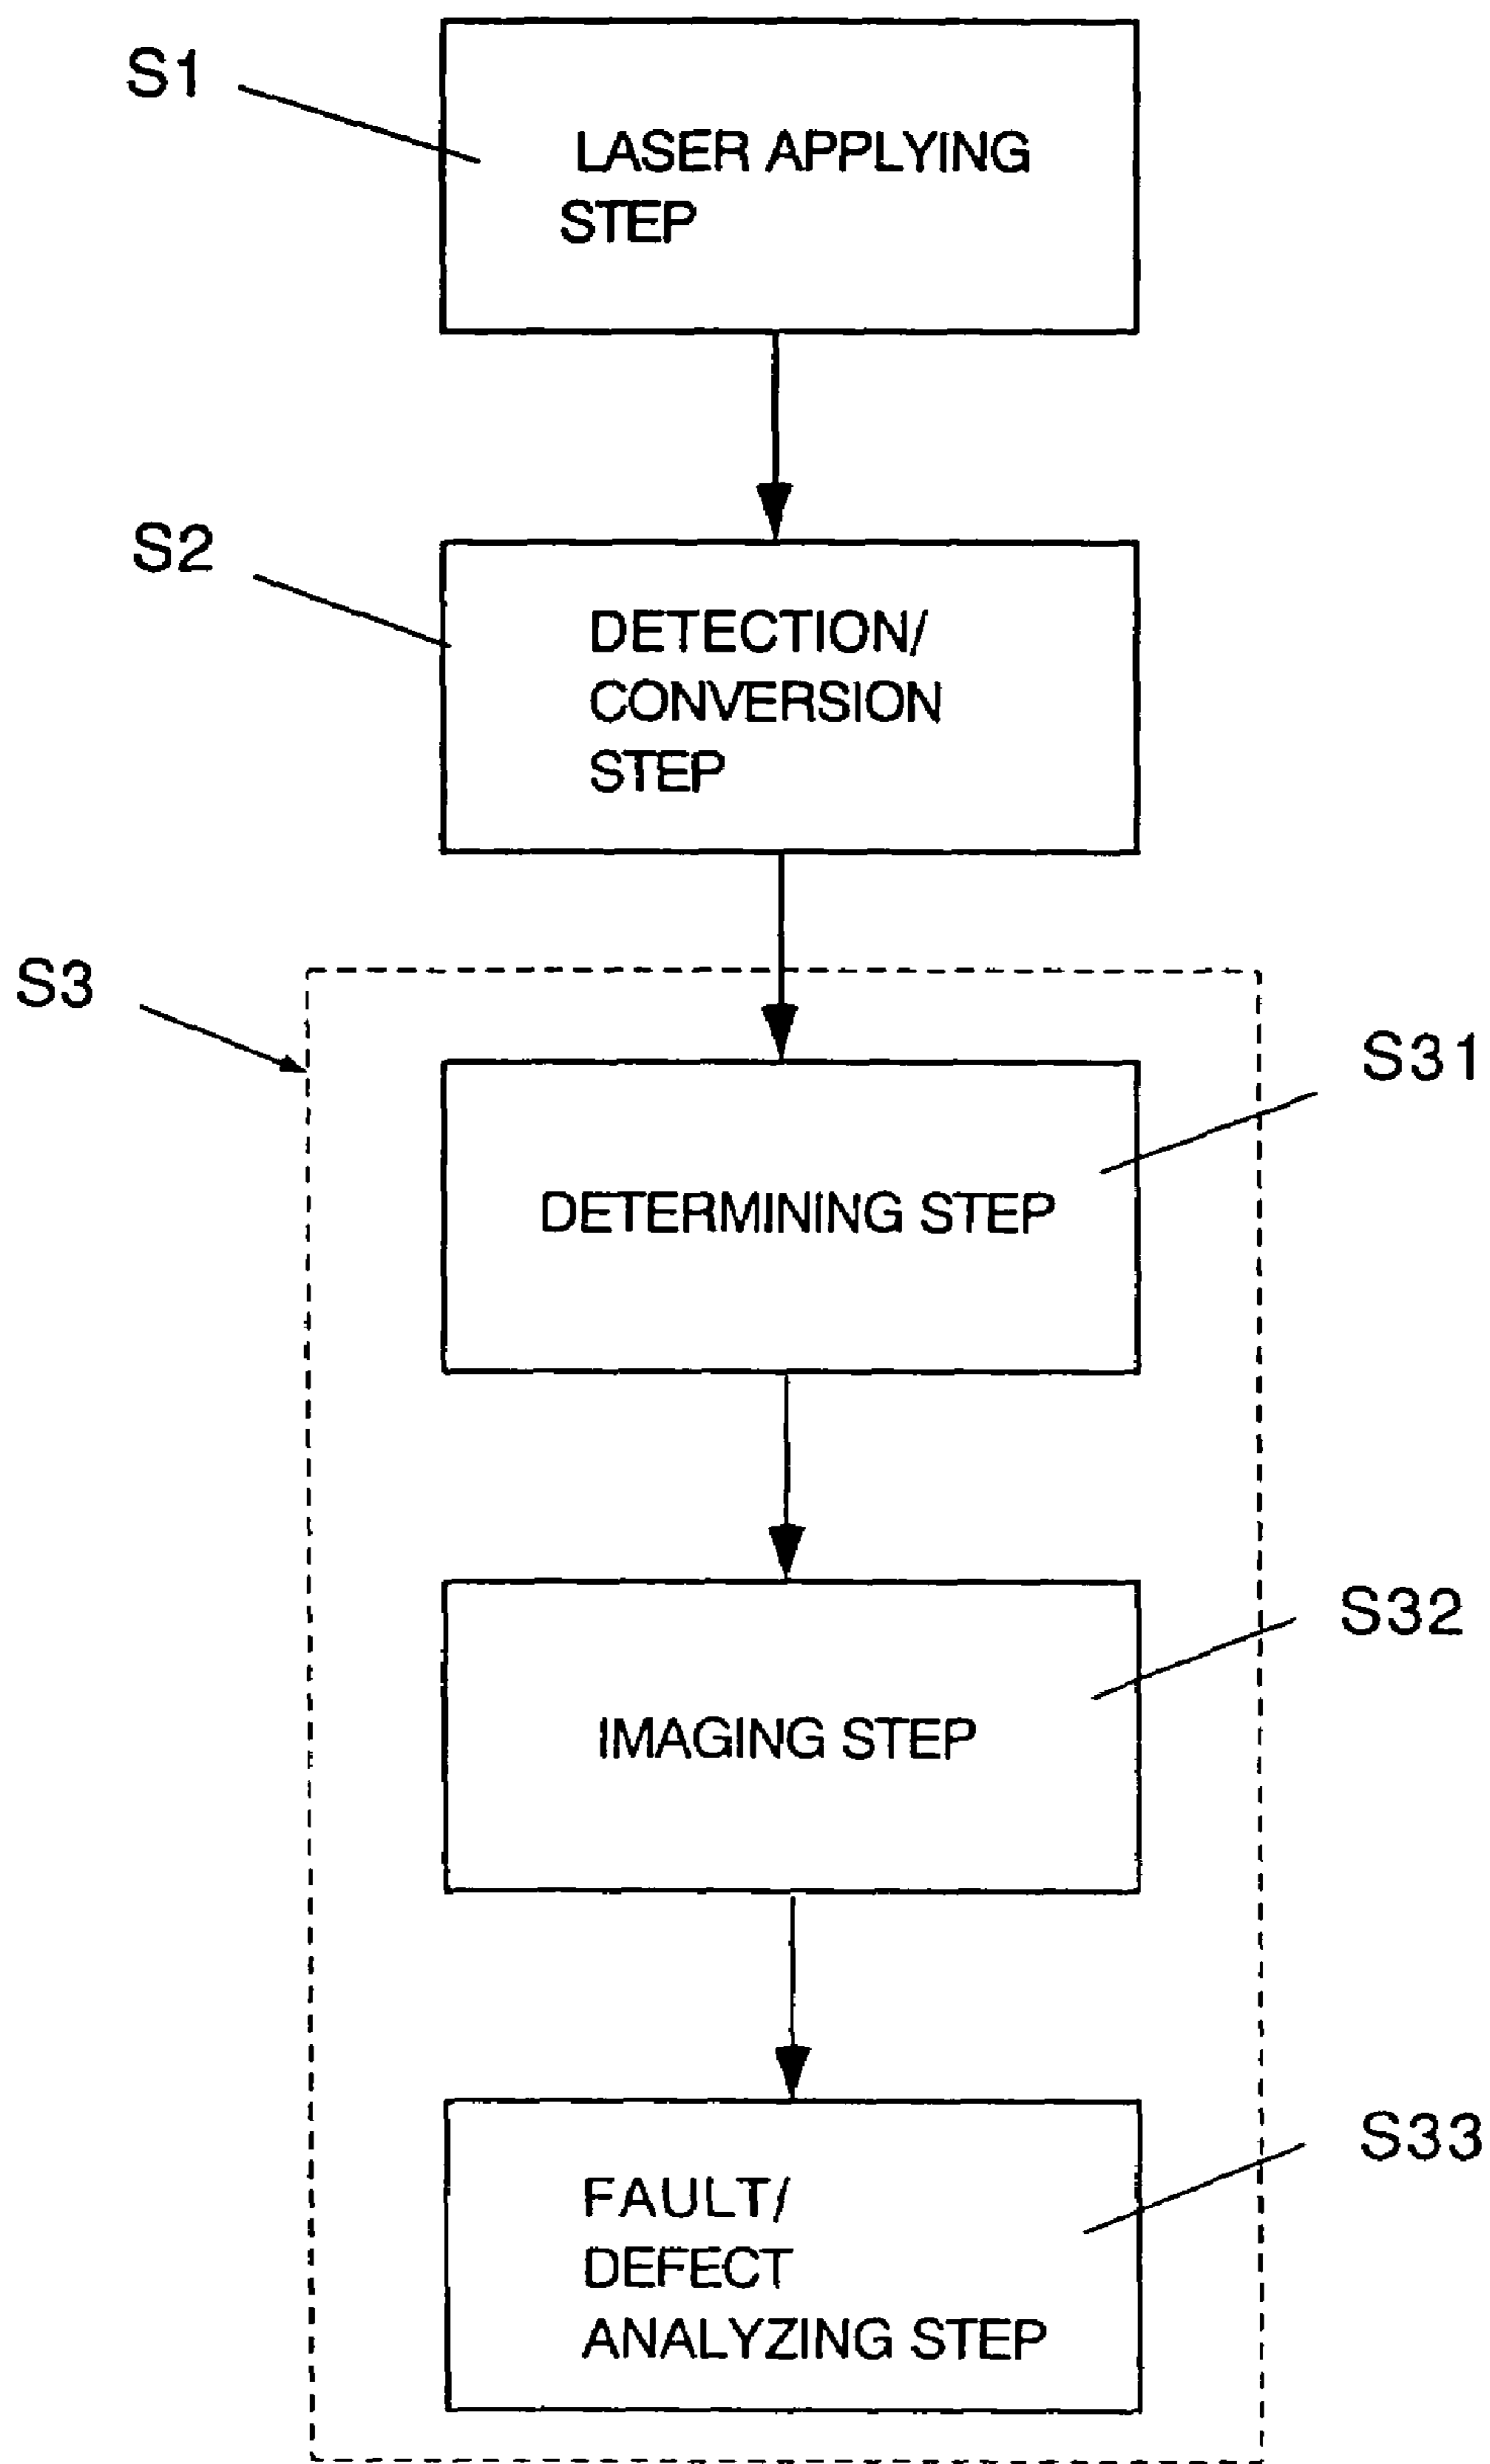 S1
LASER APPLYING
STEP
S2
DETECTION/
CONVERSION
STEP
S3
S31
DETERMINING STEP
S32
IMAGING STEP
S33
FAULT/
DEFECT
ANALYZING STEP